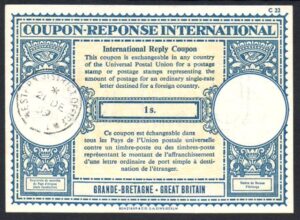 C 22
COUPON-REPONSE INTERNATIONAL
International Reply Coupon
This coupon is exchangeable in any
country of the Universal Postal Union for a
postage stamp or postage stamps representing
the amount of postage for an ordinary single-rate
letter destined for a foreign country.
1s.
Ce coupon est échangeable dans
tous les Pays de l'Union postale universelle
contre un timbre-poste ou des timbres-poste
représentant le montant de l'affranchissement
d'une lettre ordinaire de port simple à desti-
nation de l'étranger.
GRANDE-BRETAGNE - GREAT BRITAIN